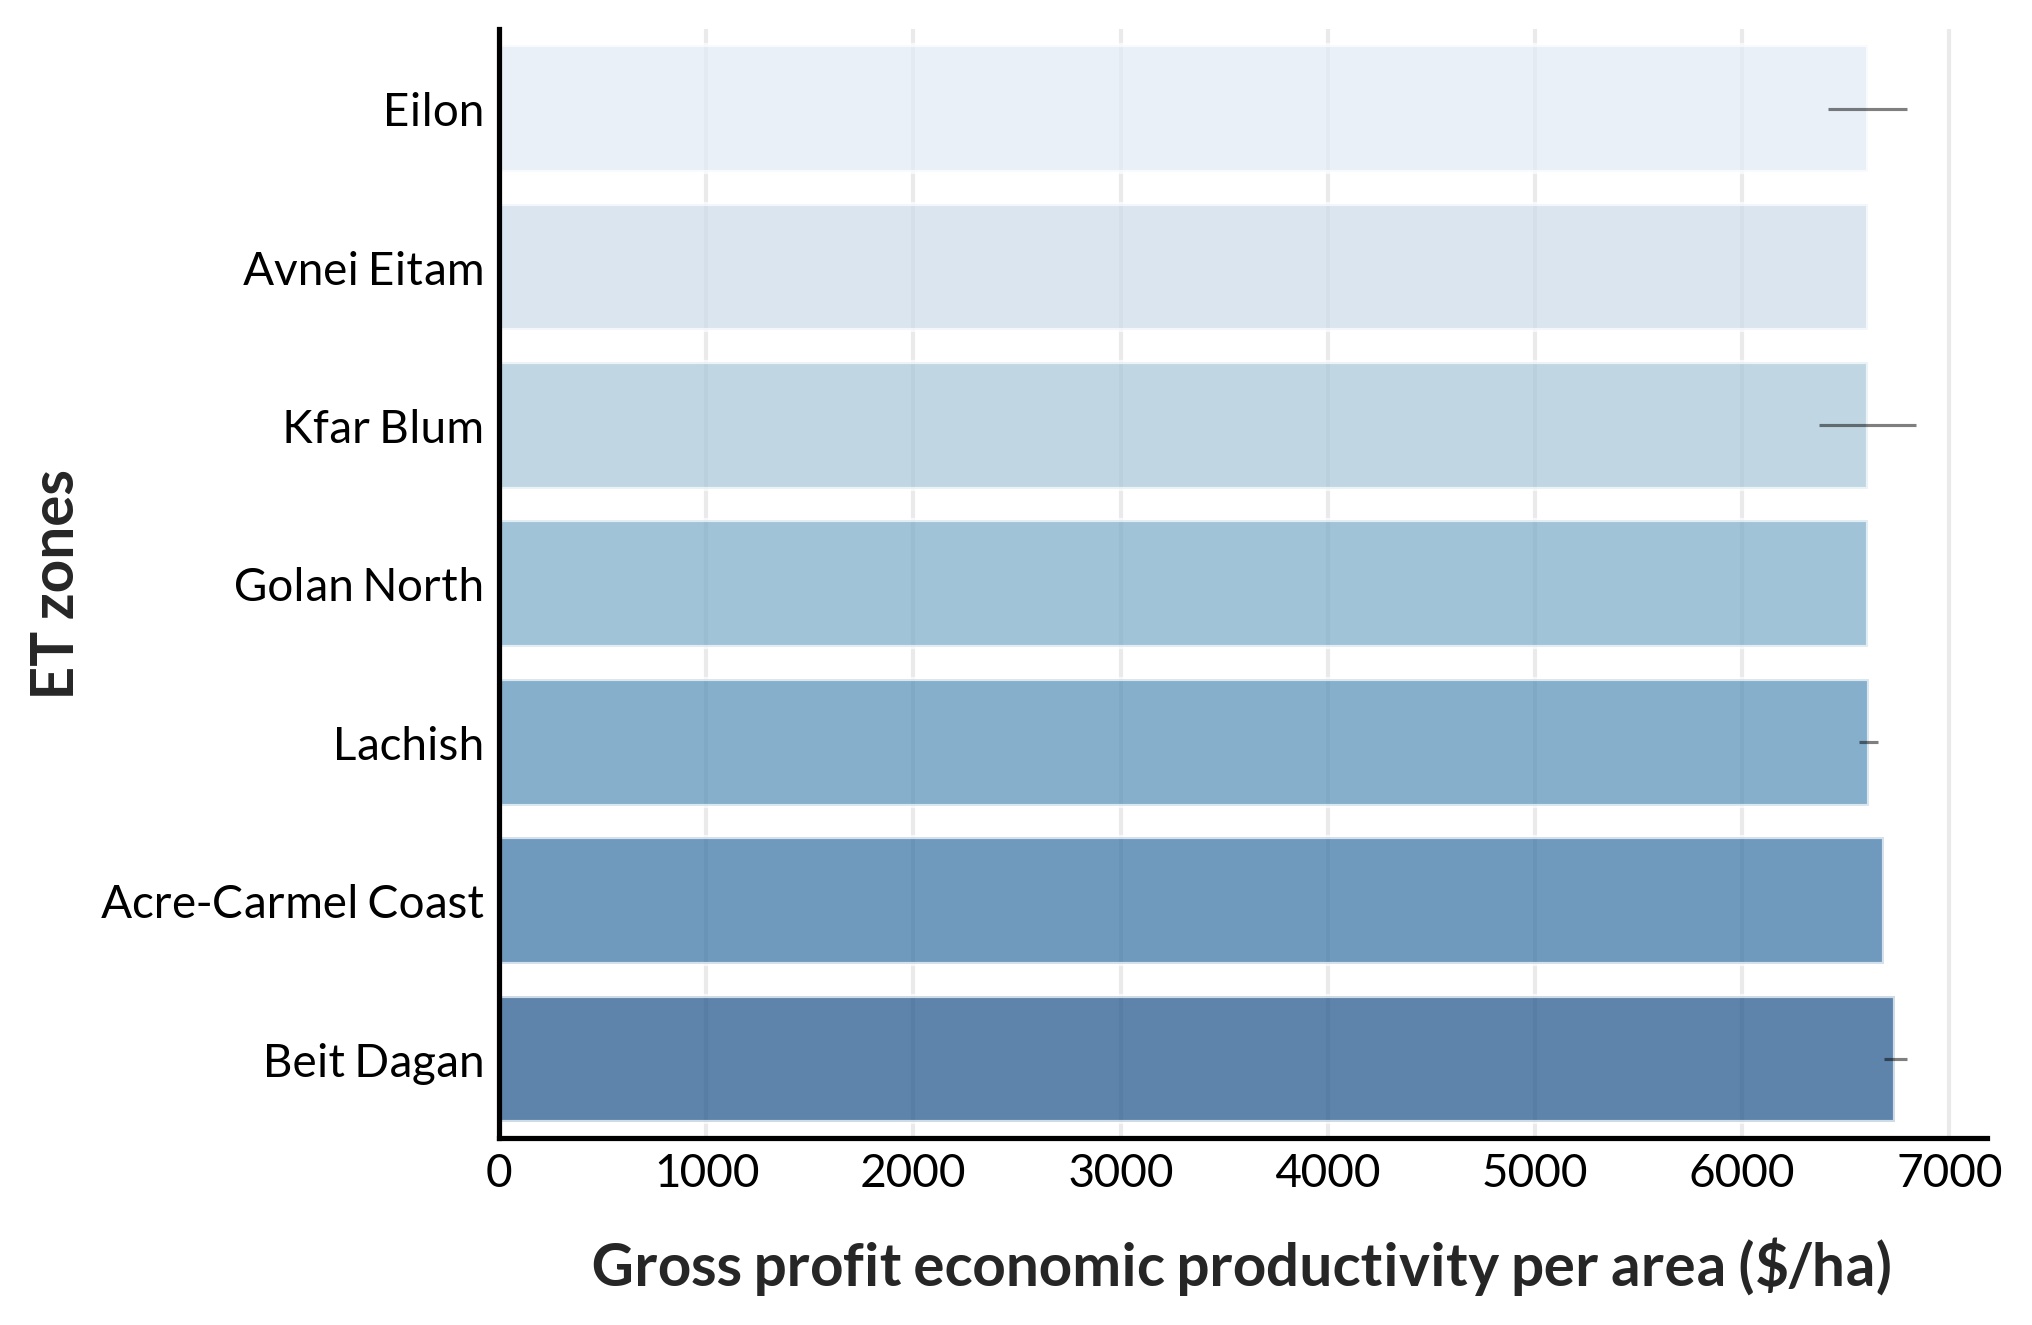 Eilon
Avnei Eitam
Kfar Blum
Golan North
Lachish
Acre-Carmel Coast
Beit Dagan
ET zones
0 1000 2000 3000 4000 5000 6000 7000
Gross profit economic productivity per area ($/ha)